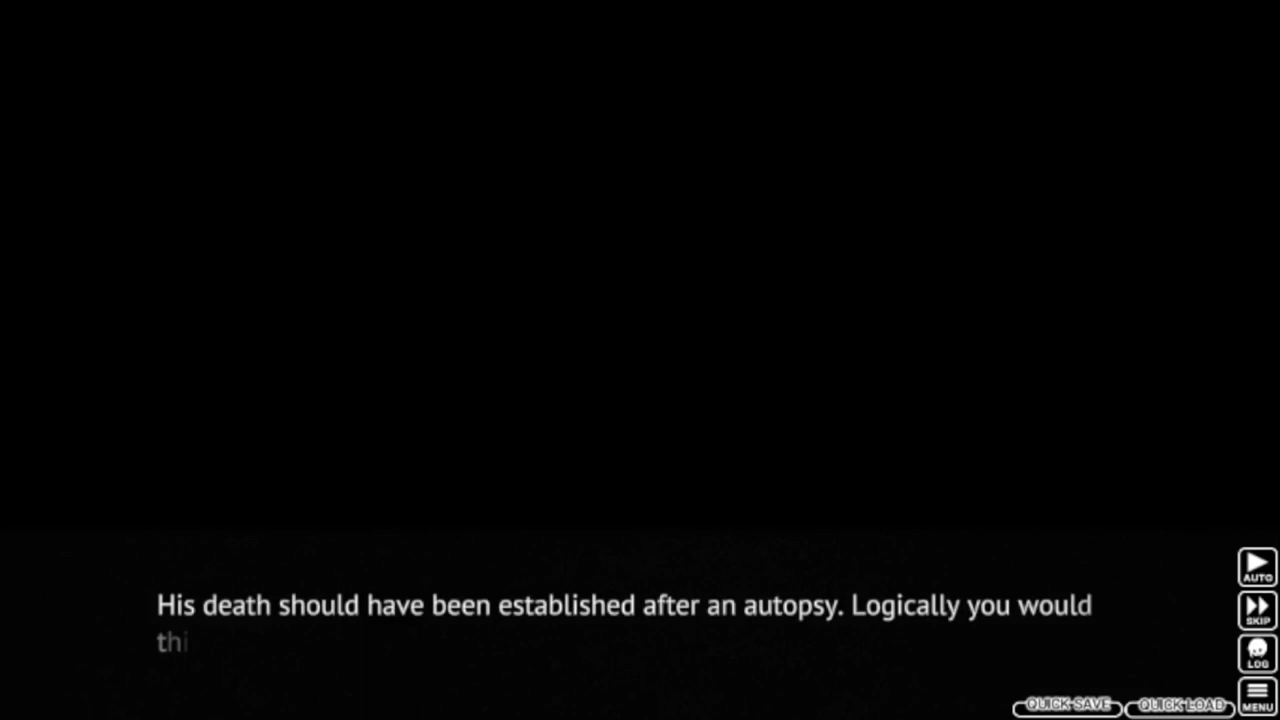 His death should have been established after an autopsy. Logically you would
thi
AUTO
SKIP
LOG
MENU
QUICK SAVE
QUICK LOAD